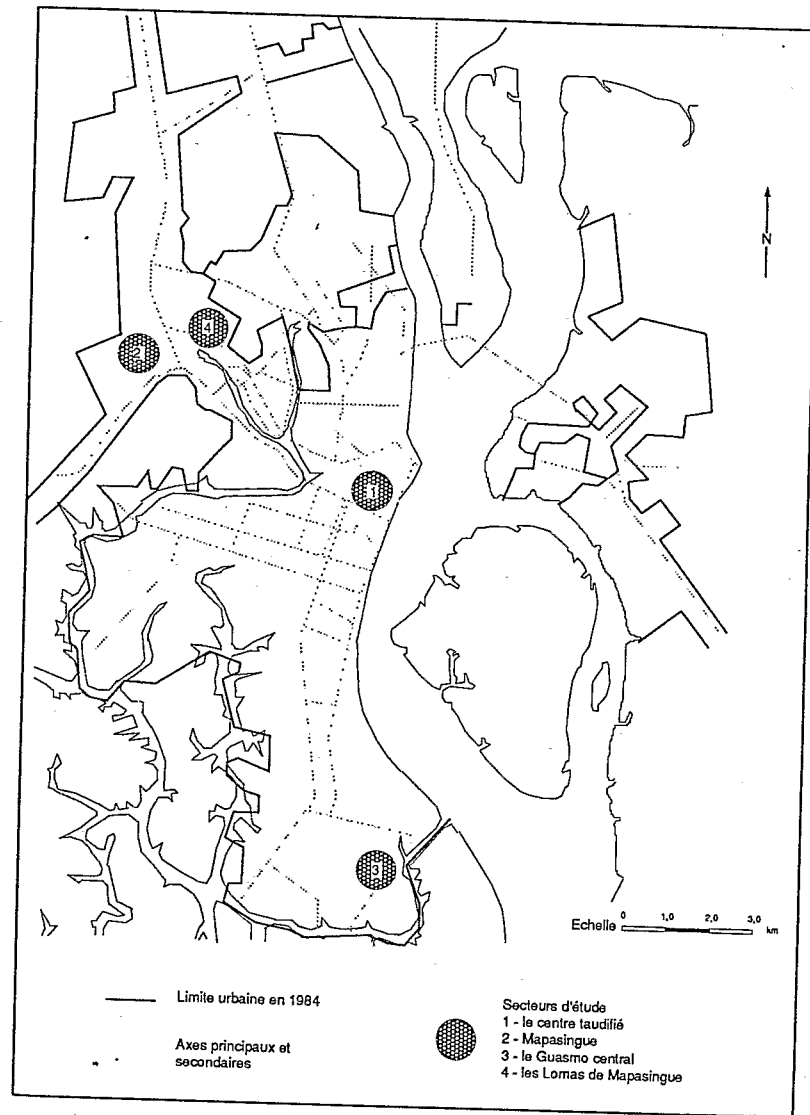 N
4
2
1
3
Echelle 0 1,0 2,0 3,0 km
Limite urbaine en 1984
Axes principaux et
secondaires
Secteurs d'étude
1 - le centre taudifié
2 - Mapasingue
3 - le Guasmo central
4 - les Lomas de Mapasingue